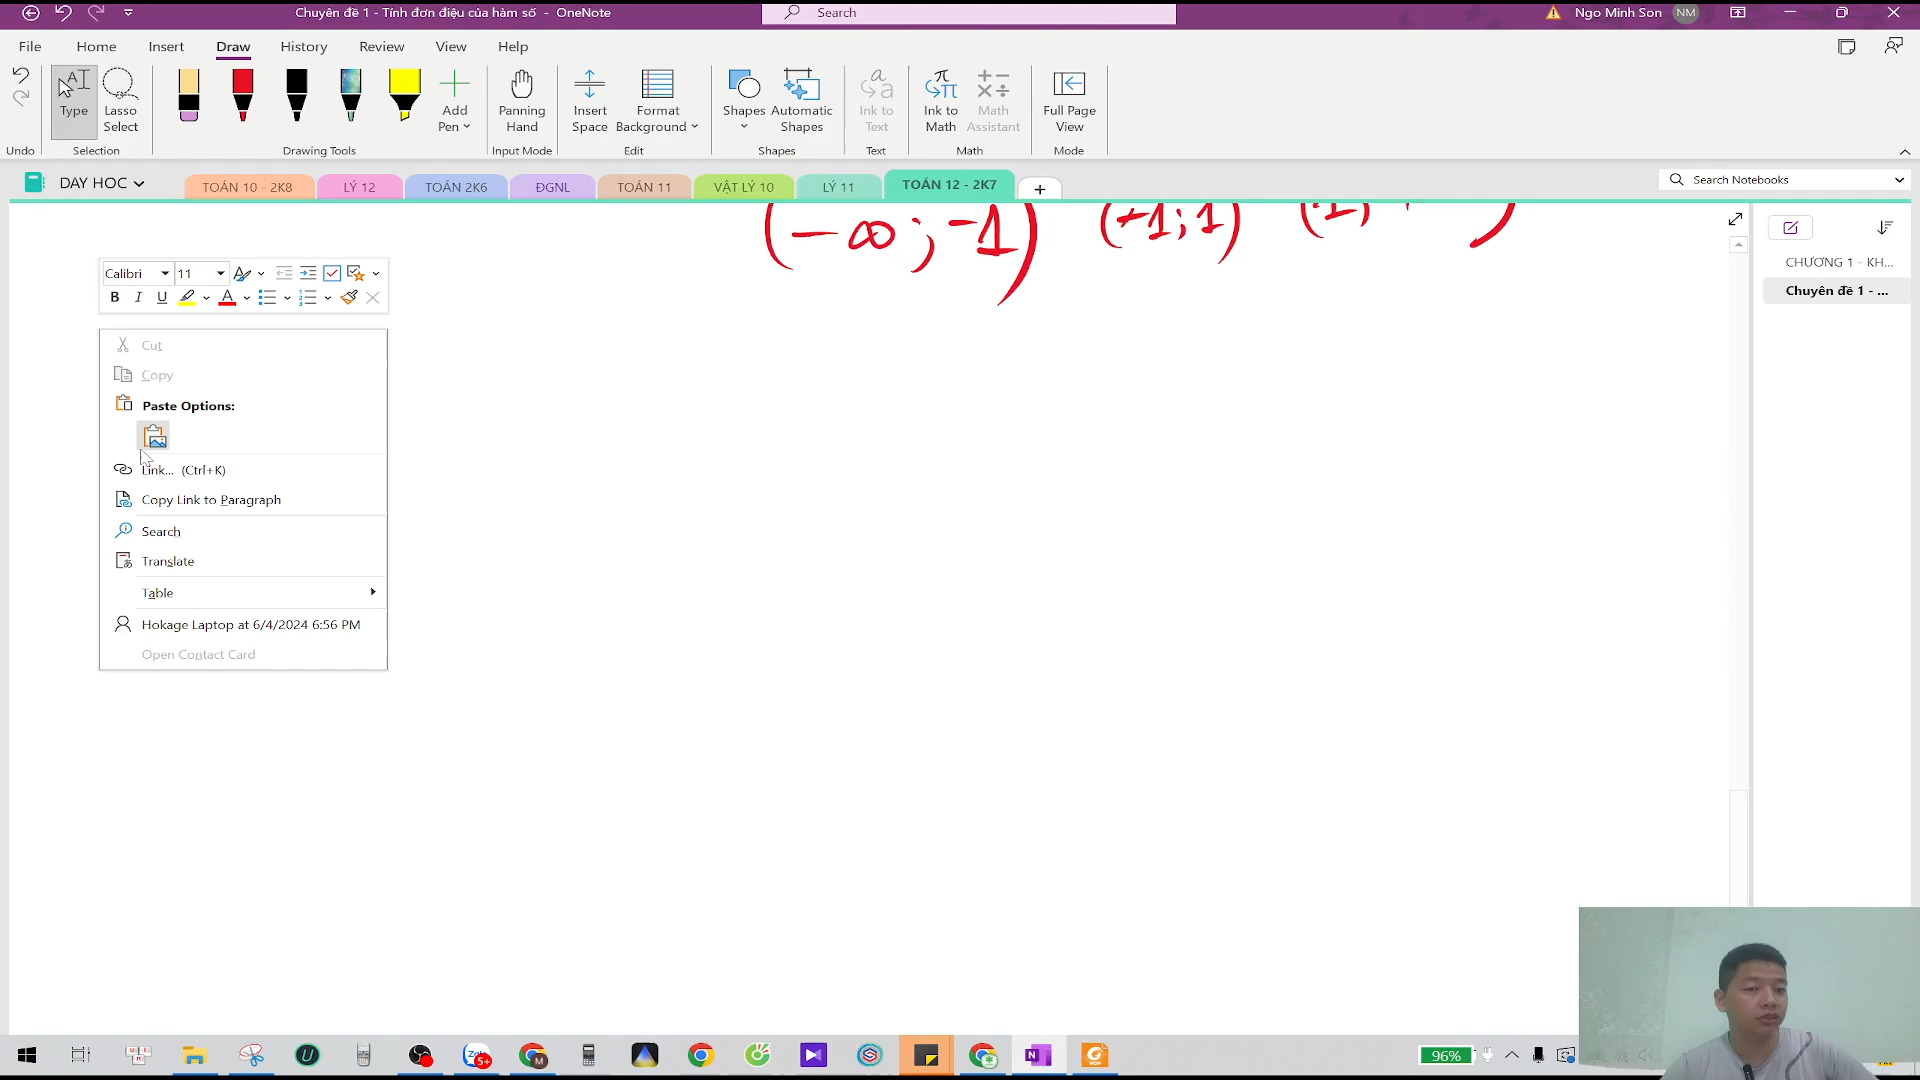 Chuyên đề 1 - Tính đơn điệu của hàm số - OneNote
Search
Ngo Minh Son
NM
File
Home
Insert
Draw
History
Review
View
Help
Type
Lasso
Select
Add
Pen
Panning
Hand
Insert
Space
Format
Background
Shapes
Automatic
Shapes
Ink to
Text
Ink to
Math
Math
Assistant
Full Page
View
Undo
Selection
Drawing Tools
Input Mode
Edit
Shapes
Text
Math
Mode
DAY HOC
TOÁN 10 - 2K8
LÝ 12
TOÁN 2K6
ĐGNL
TOÁN 11
VẬT LÝ 10
LÝ 11
TOÁN 12 - 2K7
Search Notebooks
(-∞; -1) (-1; 1)
CHƯƠNG 1 - KH...
Chuyên đề 1 - ...
Calibri
11
B I U
Cut
Copy
Paste Options:
Link... (Ctrl+K)
Copy Link to Paragraph
Search
Translate
Table
Hokage Laptop at 6/4/2024 6:56 PM
Open Contact Card
96%